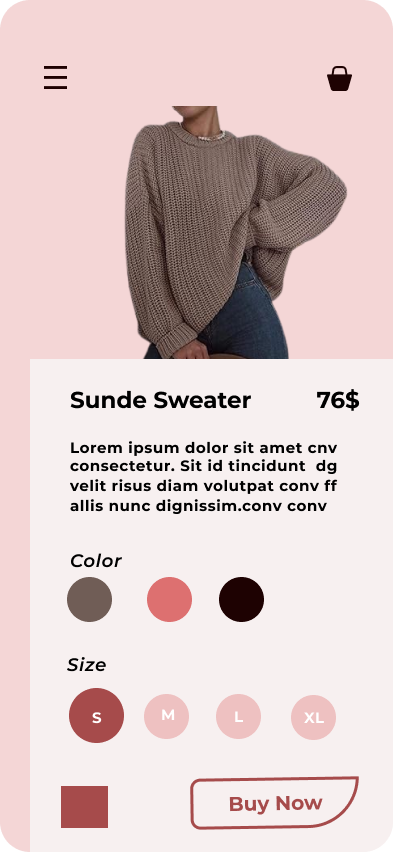 Sunde Sweater 76$
Lorem ipsum dolor sit amet cnv
consectetur. Sit id tincidunt dg
velit risus diam volutpat conv ff
allis nunc dignissim.conv conv
Color
Size
S M L XL
Buy Now